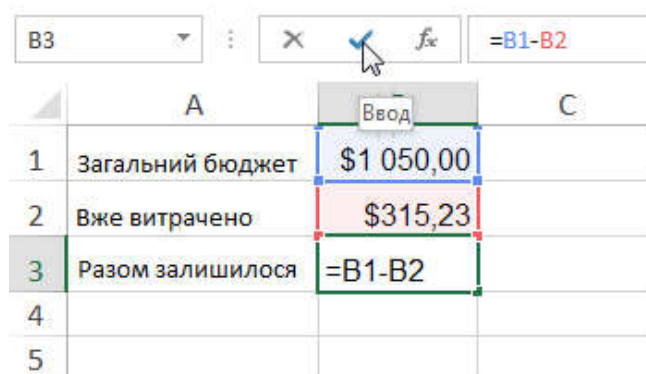 B3 fx =B1-B2
Ввод
A C
1 Загальний бюджет $1 050,00
2 Вже витрачено $315,23
3 Разом залишилося =B1-B2
4
5